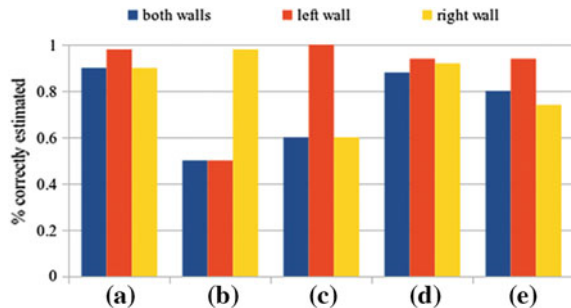 both walls left wall right wall
1
0.8
0.6
0.4
0.2
0
% correctly estimated
(a) (b) (c) (d) (e)